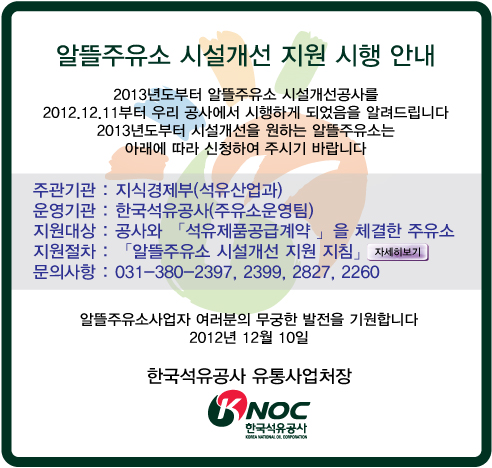 알뜰주유소 시설개선 지원 시행 안내
2013년도부터 알뜰주유소 시설개선공사를
2012.12.11부터 우리 공사에서 시행하게 되었음을 알려드립니다
2013년도부터 시설개선을 원하는 알뜰주유소는
아래에 따라 신청하여 주시기 바랍니다
주관기관 : 지식경제부(석유산업과)
운영기관 : 한국석유공사(주유소운영팀)
지원대상 : 공사와 「석유제품공급계약 」을 체결한 주유소
지원절차 : 「알뜰주유소 시설개선 지원 지침」 자세히보기
문의사항 : 031-380-2397, 2399, 2827, 2260
알뜰주유소사업자 여러분의 무궁한 발전을 기원합니다
2012년 12월 10일
한국석유공사 유통사업처장
KNOC
한국석유공사
KOREA NATIONAL OIL CORPORATION